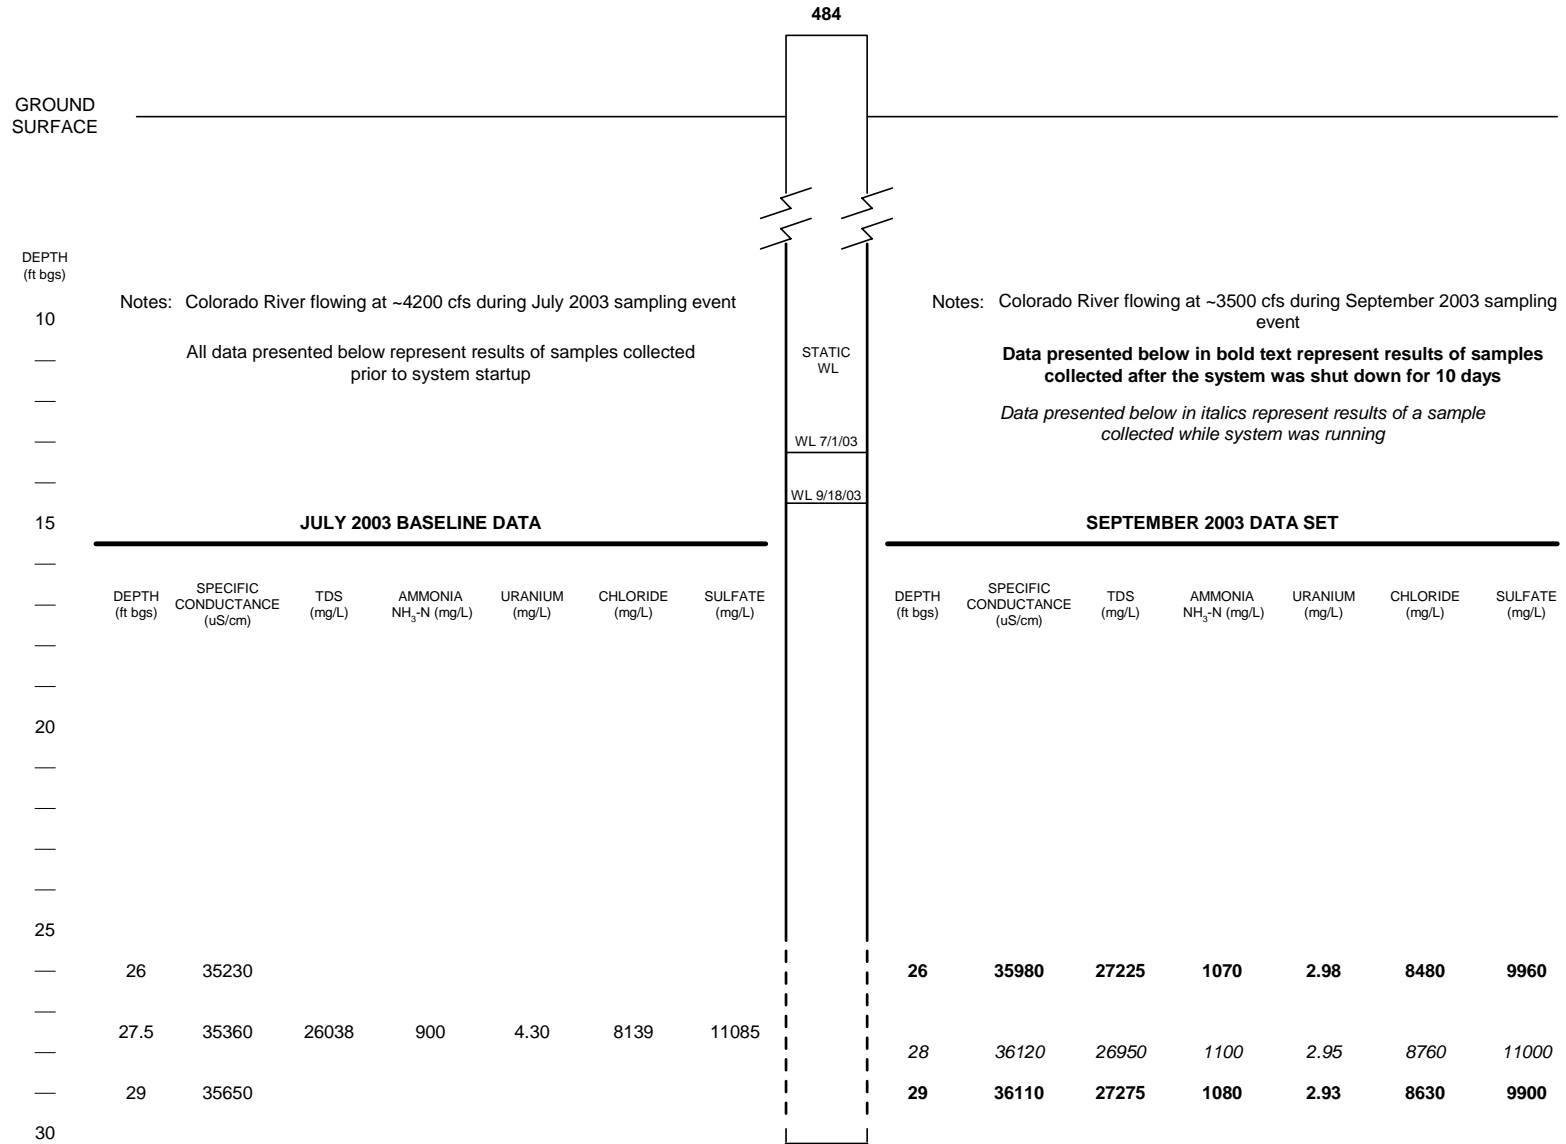 484
GROUND
SURFACE
DEPTH
(ft bgs)
10
15
20
25
30
Notes: Colorado River flowing at ~4200 cfs during July 2003 sampling event
All data presented below represent results of samples collected
prior to system startup
JULY 2003 BASELINE DATA
DEPTH (ft bgs) SPECIFIC CONDUCTANCE (uS/cm) TDS (mg/L) AMMONIA NH3-N (mg/L) URANIUM (mg/L) CHLORIDE (mg/L) SULFATE (mg/L)
26 35230
27.5 35360 26038 900 4.30 8139 11085
29 35650
STATIC
WL
WL 7/1/03
WL 9/18/03
Notes: Colorado River flowing at ~3500 cfs during September 2003 sampling
event
Data presented below in bold text represent results of samples
collected after the system was shut down for 10 days
Data presented below in italics represent results of a sample
collected while system was running
SEPTEMBER 2003 DATA SET
DEPTH (ft bgs) SPECIFIC CONDUCTANCE (uS/cm) TDS (mg/L) AMMONIA NH3-N (mg/L) URANIUM (mg/L) CHLORIDE (mg/L) SULFATE (mg/L)
26 35980 27225 1070 2.98 8480 9960
28 36120 26950 1100 2.95 8760 11000
29 36110 27275 1080 2.93 8630 9900